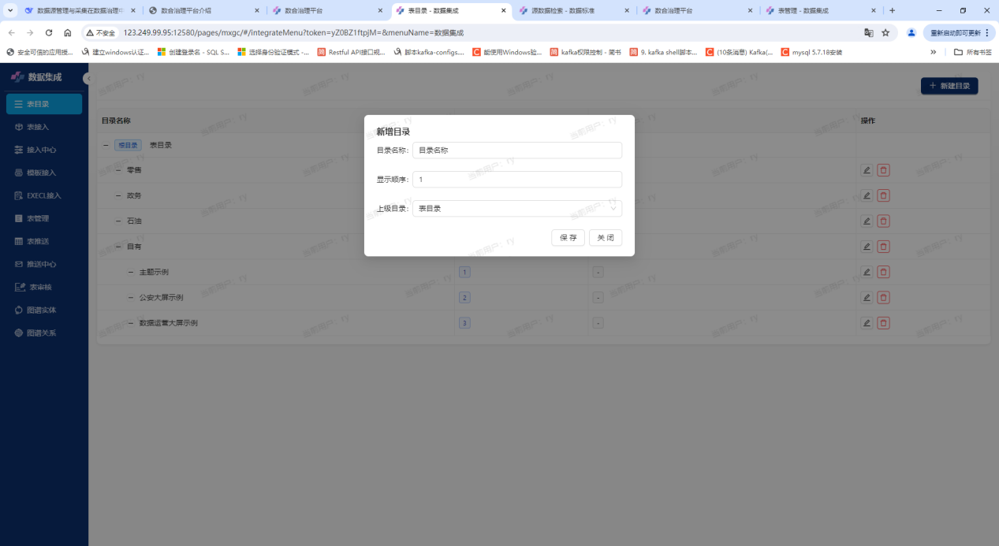 数据源管理与采集在数据治理中
数合治理平台介绍
数合治理平台
表目录 - 数据集成
源数据检索 - 数据标准
数合治理平台
表管理 - 数据集成
不安全
123.249.99.95:12580/pages/mxgc/#/integrateMenu?token=yZ0BZ1ftpjM=&menuName=数据集成
重新启动即可更新
安全可信的应用授...
建立windows认证...
创建登录名 - SQL S...
选择身份验证模式 -...
Restful API接口规...
脚本kafka-configs....
能使用Windows验...
kafka权限控制 - 简书
9. kafka shell脚本...
(10条消息) Kafka(...
mysql 5.7.18安装
所有书签
数据集成
表目录
表接入
接入中心
模板接入
EXECL接入
表管理
表推送
推送中心
表审核
图谱实体
图谱关系
新建目录
目录名称
操作
根目录 表目录
零售
政务
石油
自有
主题示例
1
-
公安大屏示例
2
-
数据运营大屏示例
3
-
新增目录
目录名称: 目录名称
显示顺序: 1
上级目录: 表目录
保 存
关 闭
当前用户：ry